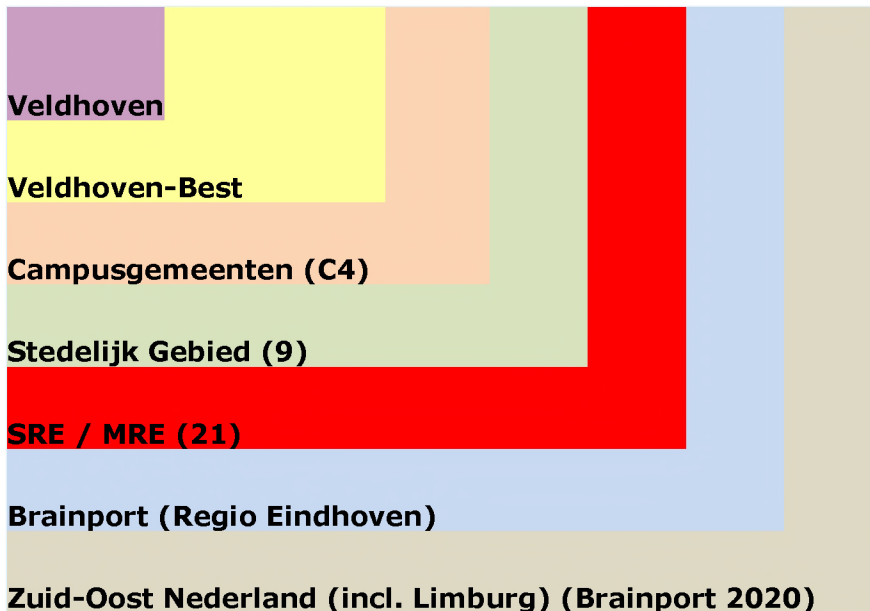 Veldhoven
Veldhoven-Best
Campusgemeenten (C4)
Stedelijk Gebied (9)
SRE / MRE (21)
Brainport (Regio Eindhoven)
Zuid-Oost Nederland (incl. Limburg) (Brainport 2020)